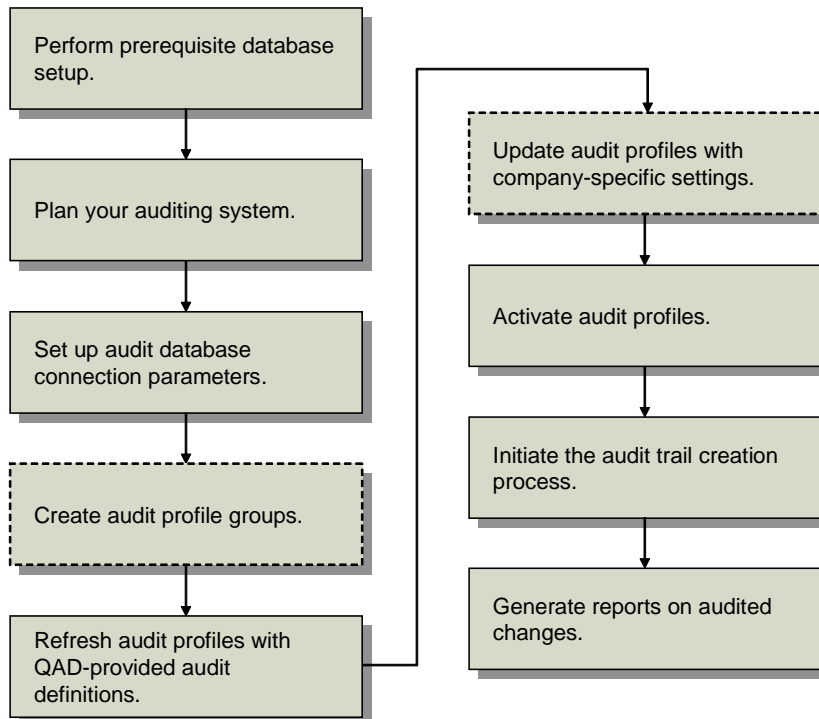 Perform prerequisite database
setup.
Plan your auditing system.
Set up audit database
connection parameters.
Create audit profile groups.
Refresh audit profiles with
QAD-provided audit
definitions.
Update audit profiles with
company-specific settings.
Activate audit profiles.
Initiate the audit trail creation
process.
Generate reports on audited
changes.